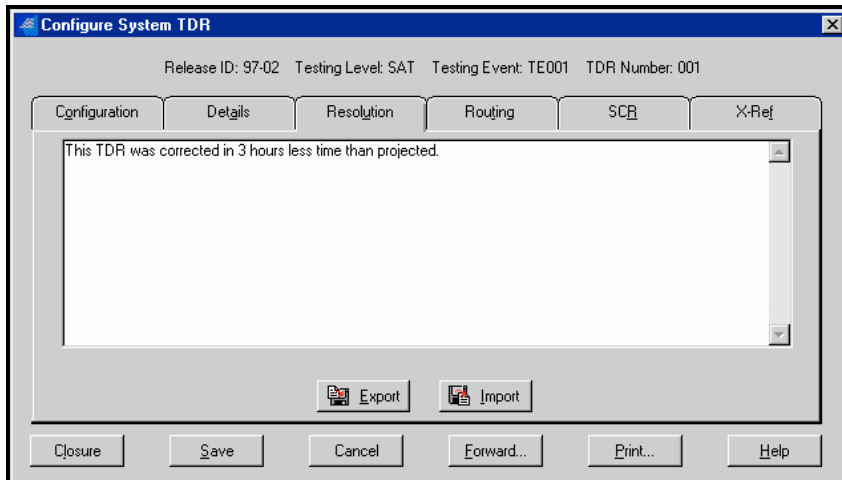 Configure System TDR
Release ID: 97-02 Testing Level: SAT Testing Event: TE001 TDR Number: 001
Configuration Details Resolution Routing SCR X-Ref
This TDR was corrected in 3 hours less time than projected.
Export Import
Closure Save Cancel Forward... Print... Help